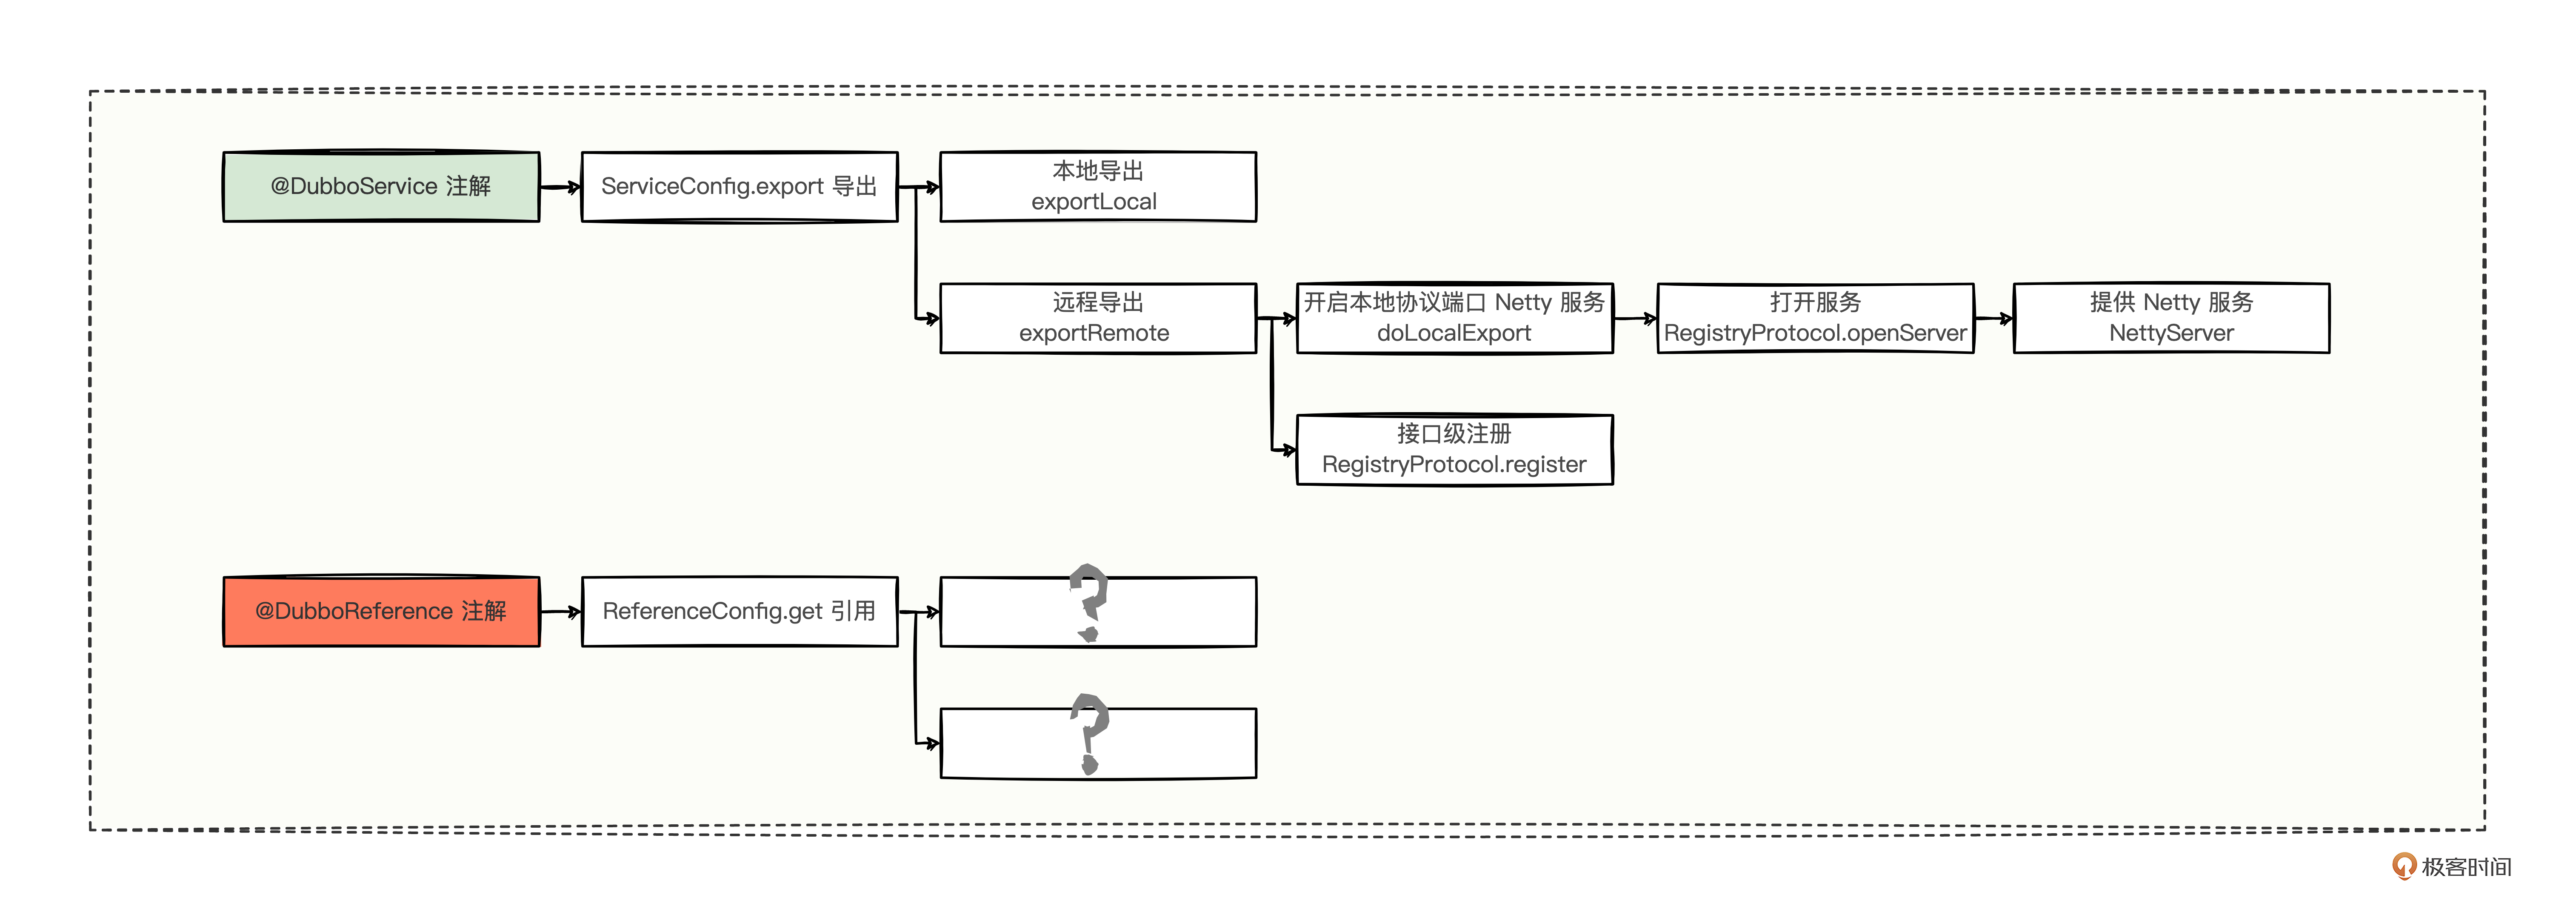 @DubboService 注解
ServiceConfig.export 导出
本地导出
exportLocal
远程导出
exportRemote
开启本地协议端口 Netty 服务
doLocalExport
打开服务
RegistryProtocol.openServer
提供 Netty 服务
NettyServer
接口级注册
RegistryProtocol.register
@DubboReference 注解
ReferenceConfig.get 引用
?
?
极客时间